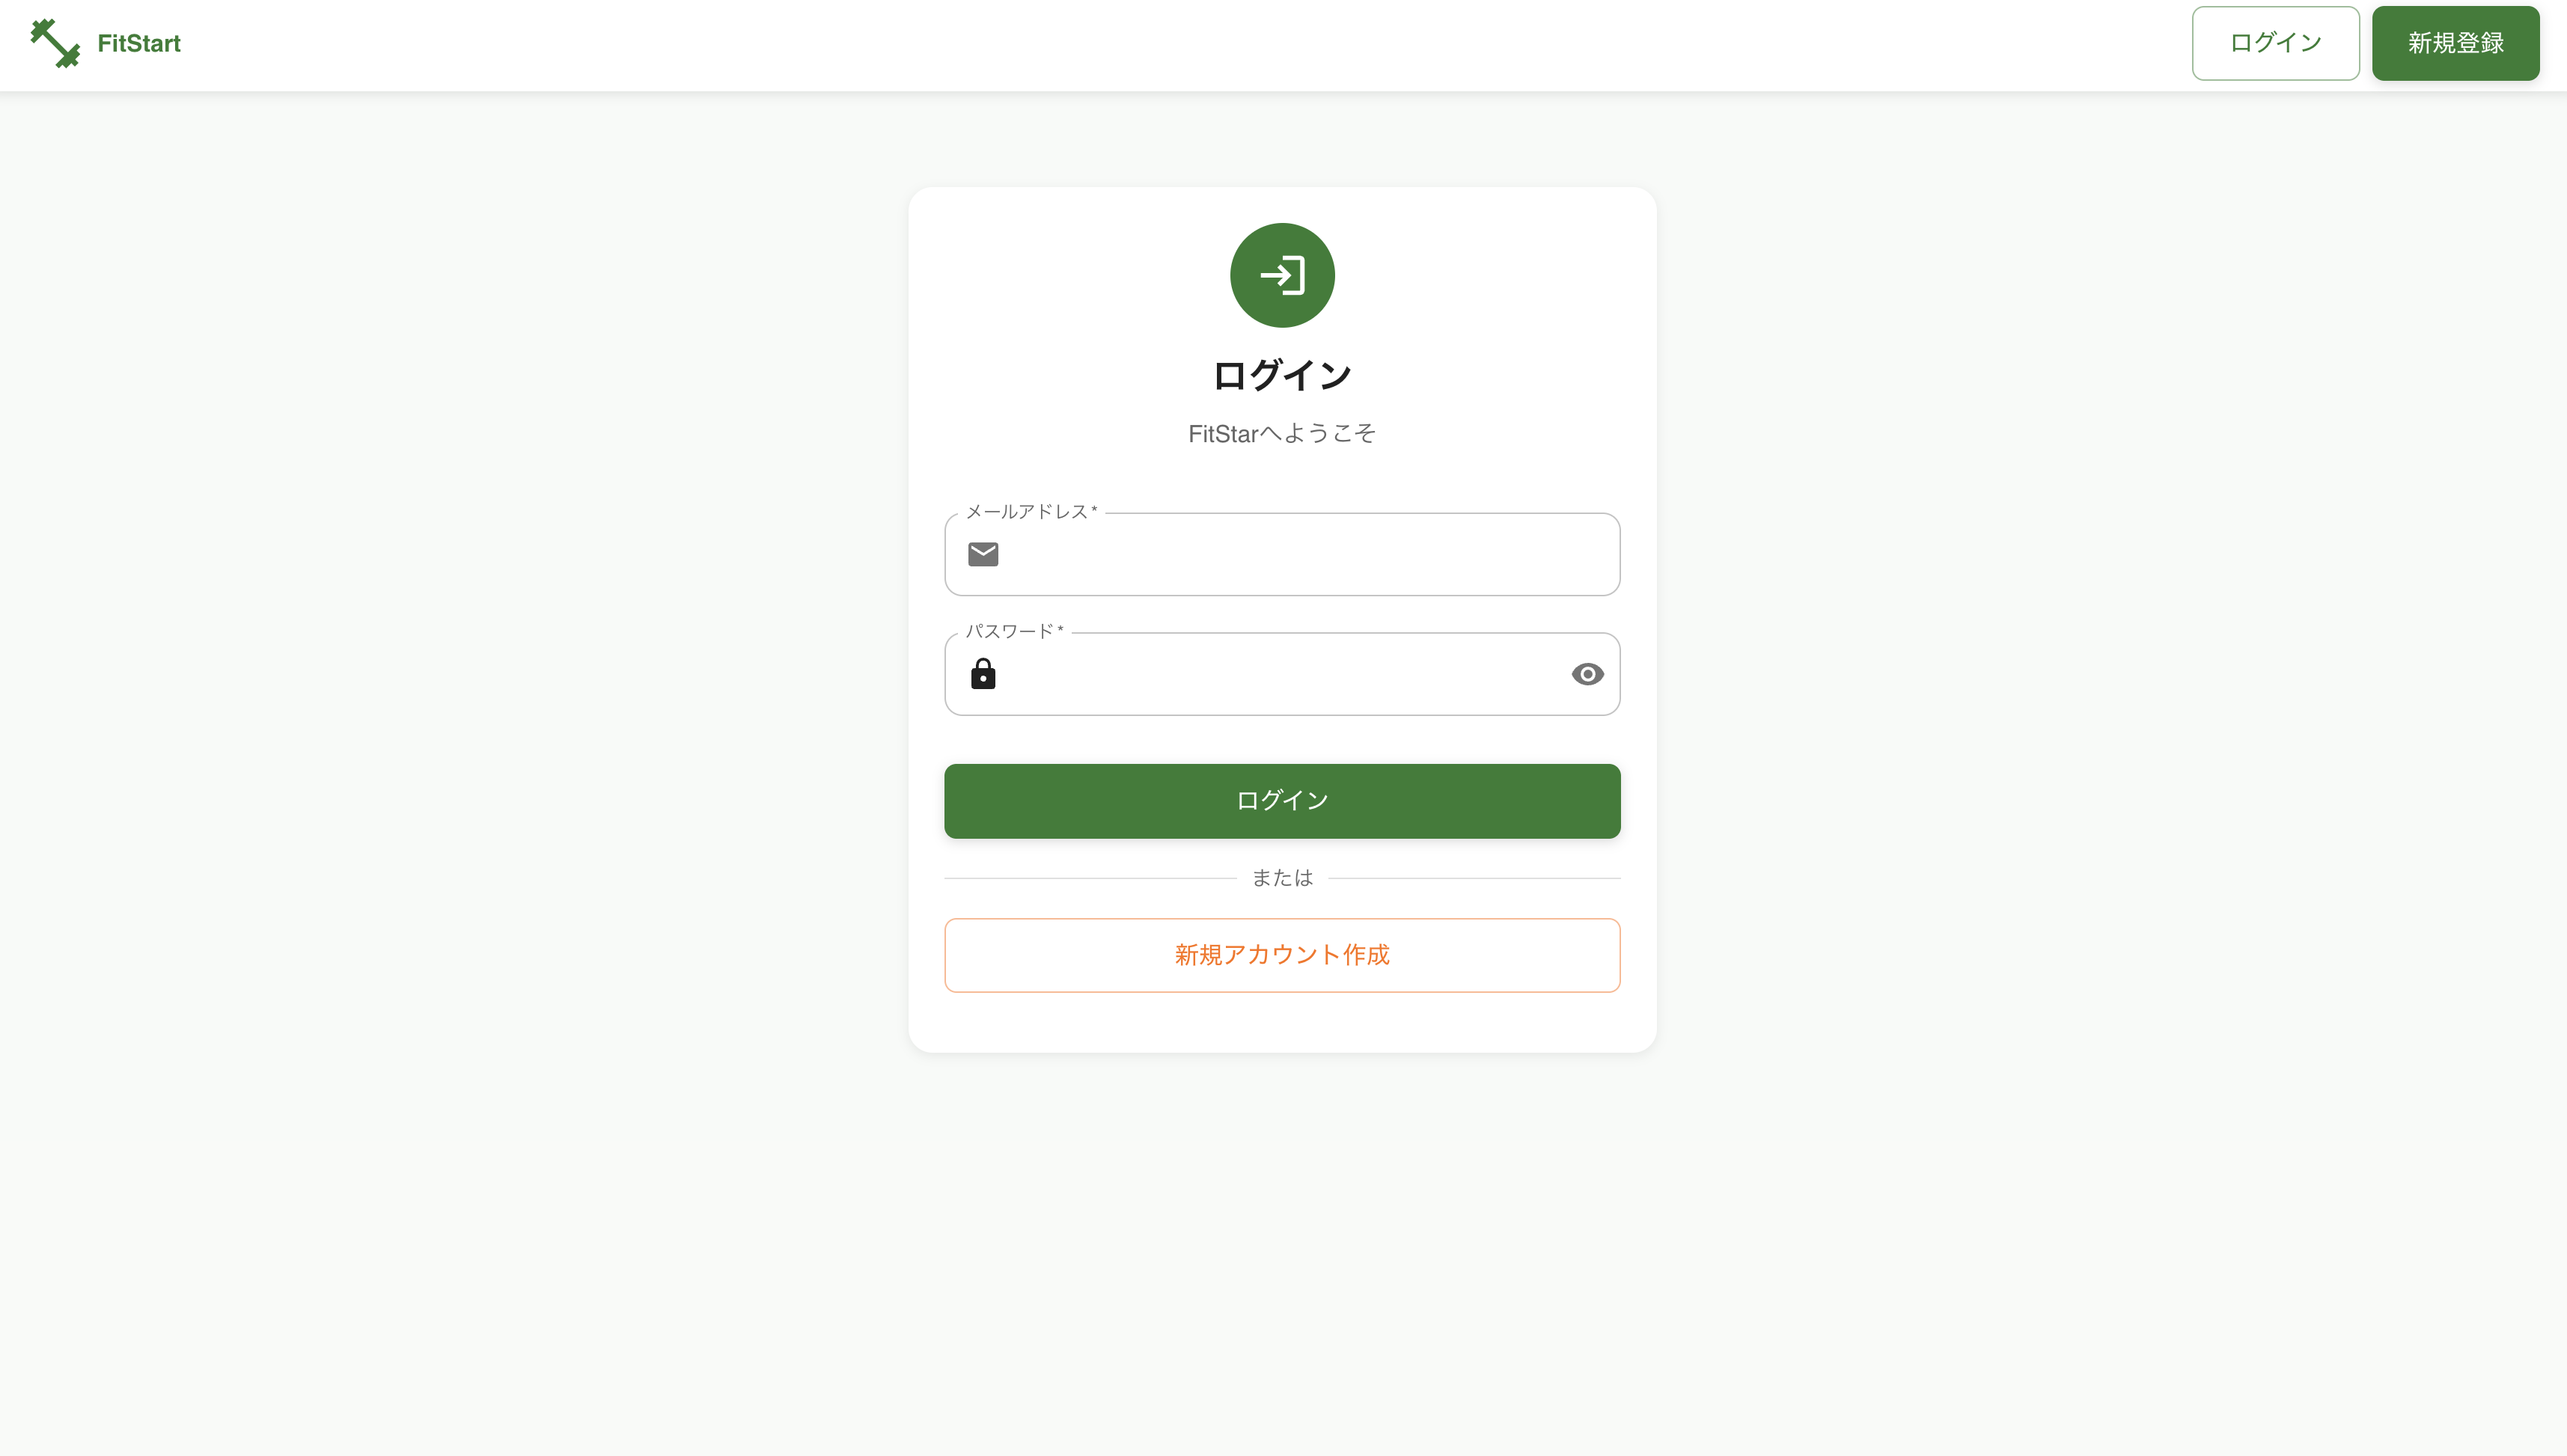 FitStart
ログイン
新規登録
ログイン
FitStarへようこそ
メールアドレス *
パスワード *
ログイン
または
新規アカウント作成